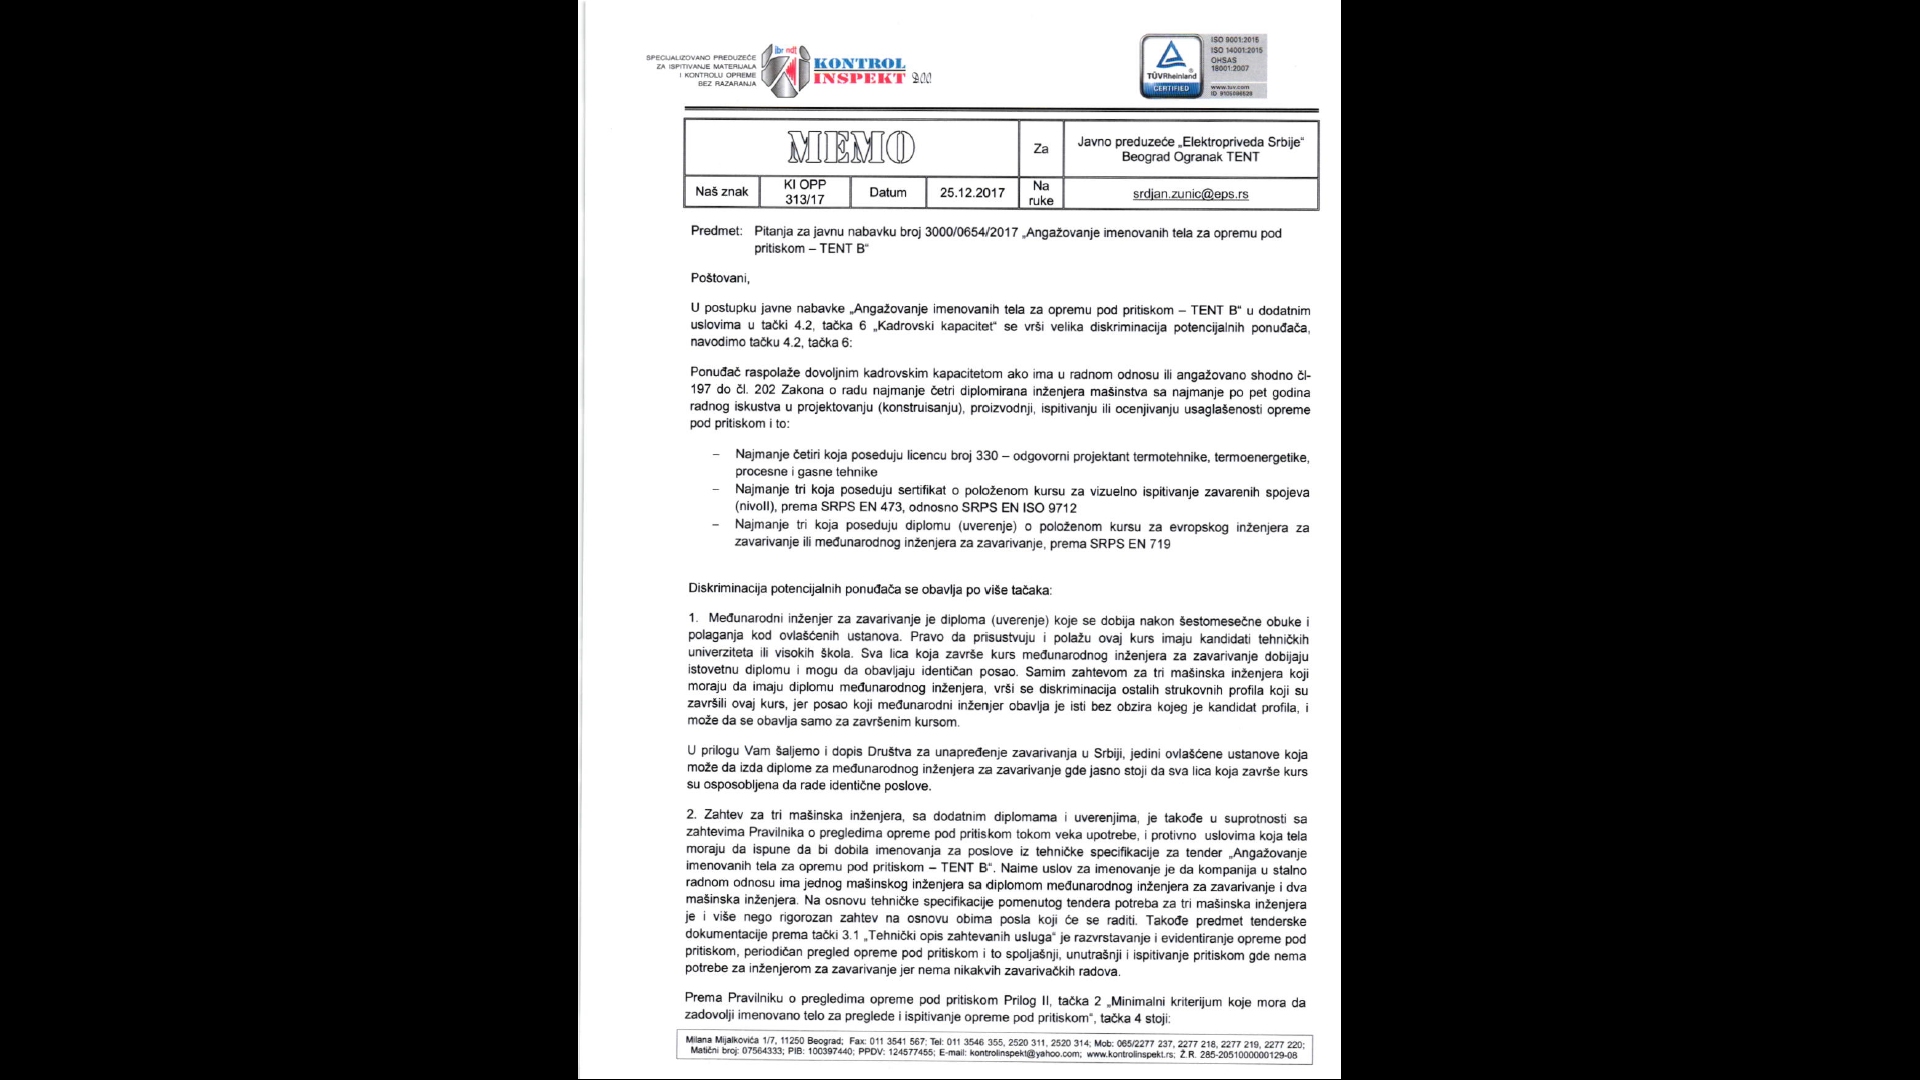 SPECIJALIZOVANO PREDUZEĆE
ZA ISPITIVANJE MATERIJALA
I KONTROLU OPREME
BEZ RAZARANJA
ibr ndt
KONTROL
INSPEKT DOO
TÜVRheinland
CERTIFIED
ISO 9001:2015
ISO 14001:2015
OHSAS
18001:2007
www.tuv.com
MEMO
Za
Javno preduzeće „Elektropriveda Srbije“
Beograd Ogranak TENT
Naš znak
KI OPP
313/17
Datum
25.12.2017
Na
ruke
srdjan.zunic@eps.rs
Predmet: Pitanja za javnu nabavku broj 3000/0654/2017 „Angažovanje imenovanih tela za opremu pod
pritiskom – TENT B“
Poštovani,
U postupku javne nabavke „Angažovanje imenovanih tela za opremu pod pritiskom – TENT B“ u dodatnim
uslovima u tački 4.2, tačka 6 „Kadrovski kapacitet“ se vrši velika diskriminacija potencijalnih ponuđača,
navodimo tačku 4.2, tačka 6:
Ponuđač raspolaže dovoljnim kadrovskim kapacitetom ako ima u radnom odnosu ili angažovano shodno čl-
197 do čl. 202 Zakona o radu najmanje četri diplomirana inženjera mašinstva sa najmanje po pet godina
radnog iskustva u projektovanju (konstruisanju), proizvodnji, ispitivanju ili ocenjivanju usaglašenosti opreme
pod pritiskom i to:
– Najmanje četiri koja poseduju licencu broj 330 – odgovorni projektant termotehnike, termoenergetike,
procesne i gasne tehnike
– Najmanje tri koja poseduju sertifikat o položenom kursu za vizuelno ispitivanje zavarenih spojeva
(nivoII), prema SRPS EN 473, odnosno SRPS EN ISO 9712
– Najmanje tri koja poseduju diplomu (uverenje) o položenom kursu za evropskog inženjera za
zavarivanje ili međunarodnog inženjera za zavarivanje, prema SRPS EN 719
Diskriminacija potencijalnih ponuđača se obavlja po više tačaka:
1. Međunarodni inženjer za zavarivanje je diploma (uverenje) koje se dobija nakon šestomesečne obuke i
polaganja kod ovlašćenih ustanova. Pravo da prisustvuju i polažu ovaj kurs imaju kandidati tehničkih
univerziteta ili visokih škola. Sva lica koja završe kurs međunarodnog inženjera za zavarivanje dobijaju
istovetnu diplomu i mogu da obavljaju identičan posao. Samim zahtevom za tri mašinska inženjera koji
moraju da imaju diplomu međunarodnog inženjera, vrši se diskriminacija ostalih strukovnih profila koji su
završili ovaj kurs, jer posao koji međunarodni inženjer obavlja je isti bez obzira kojeg je kandidat profila, i
može da se obavlja samo za završenim kursom.
U prilogu Vam šaljemo i dopis Društva za unapređenje zavarivanja u Srbiji, jedini ovlašćene ustanove koja
može da izda diplome za međunarodnog inženjera za zavarivanje gde jasno stoji da sva lica koja završe kurs
su osposobljena da rade identične poslove.
2. Zahtev za tri mašinska inženjera, sa dodatnim diplomama i uverenjima, je takođe u suprotnosti sa
zahtevima Pravilnika o pregledima opreme pod pritiskom tokom veka upotrebe, i protivno uslovima koja tela
moraju da ispune da bi dobila imenovanja za poslove iz tehničke specifikacije za tender „Angažovanje
imenovanih tela za opremu pod pritiskom – TENT B“. Naime uslov za imenovanje je da kompanija u stalno
radnom odnosu ima jednog mašinskog inženjera sa diplomom međunarodnog inženjera za zavarivanje i dva
mašinska inženjera. Na osnovu tehničke specifikacije pomenutog tendera potreba za tri mašinska inženjera
je i više nego rigorozan zahtev na osnovu obima posla koji će se raditi. Takođe predmet tenderske
dokumentacije prema tački 3.1 „Tehnički opis zahtevanih usluga“ je razvrstavanje i evidentiranje opreme pod
pritiskom, periodičan pregled opreme pod pritiskom i to spoljašnji, unutrašnji i ispitivanje pritiskom gde nema
potrebe za inženjerom za zavarivanje jer nema nikakvih zavarivačkih radova.
Prema Pravilniku o pregledima opreme pod pritiskom Prilog II, tačka 2 „Minimalni kriterijum koje mora da
zadovolji imenovano telo za preglede i ispitivanje opreme pod pritiskom“, tačka 4 stoji:
Milana Mijalkovića 1/7, 11250 Beograd; Fax: 011 3541 567; Tel: 011 3546 355, 2520 311, 2520 314; Mob: 065/2277 237, 2277 218, 2277 219, 2277 220;
Matični broj: 07564333; PIB: 100397440; PPDV: 124577455; E-mail: kontrolinspekt@yahoo.com; www.kontrolinspekt.rs; Ž.R. 285-2051000000129-08